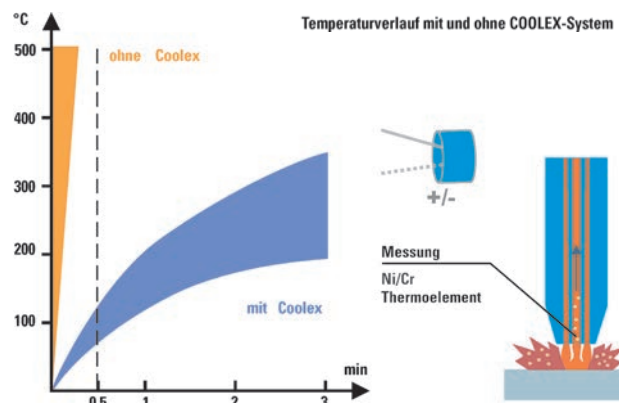 °C
Temperaturverlauf mit und ohne COOLEX-System
500
ohne Coolex
400
300
+/-
200
Messung
Ni/Cr
Thermoelement
mit Coolex
100
min
0.5
1
2
3